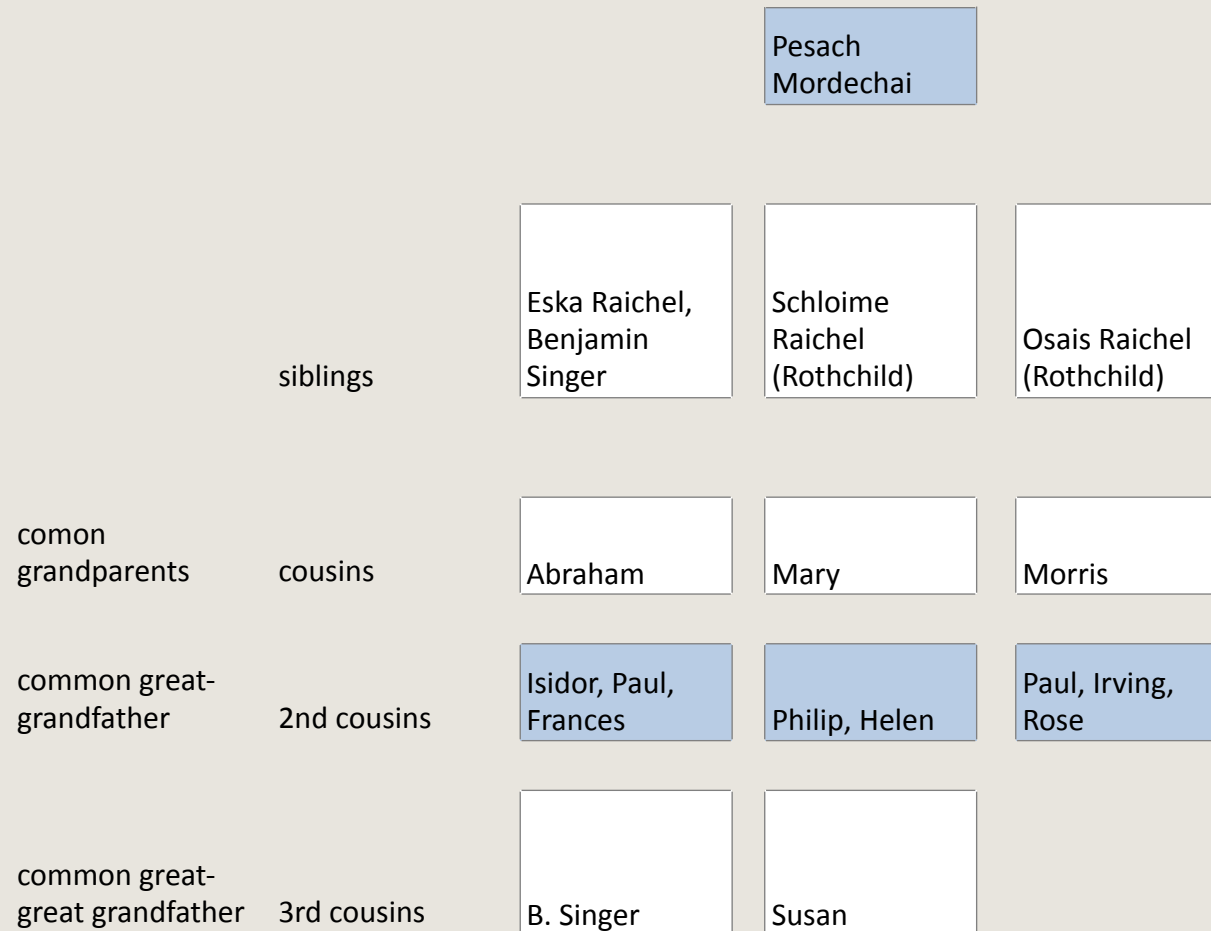 Pesach
Mordechai
siblings
Eska Raichel,
Benjamin
Singer
Schloime
Raichel
(Rothchild)
Osais Raichel
(Rothchild)
comon
grandparents
cousins
Abraham
Mary
Morris
common great-
grandfather
2nd cousins
Isidor, Paul,
Frances
Philip, Helen
Paul, Irving,
Rose
common great-
great grandfather
3rd cousins
B. Singer
Susan